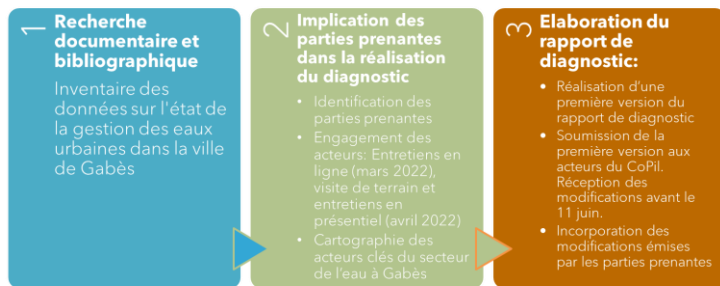 1
Recherche
documentaire et
bibliographique
Inventaire des
données sur l'état de
la gestion des eaux
urbaines dans la ville
de Gabès
2
Implication des
parties prenantes
dans la réalisation
du diagnostic
• Identification des
parties prenantes
• Engagement des
acteurs: Entretiens en
ligne (mars 2022),
visite de terrain et
entretiens en
présentiel (avril 2022)
• Cartographie des
acteurs clés du secteur
de l'eau à Gabès
3
Elaboration du
rapport de
diagnostic:
• Réalisation d'une
première version du
rapport de diagnostic
• Soumission de la
première version aux
acteurs du CoPil.
Réception des
modifications avant le
11 juin.
• Incorporation des
modifications émises
par les parties prenantes